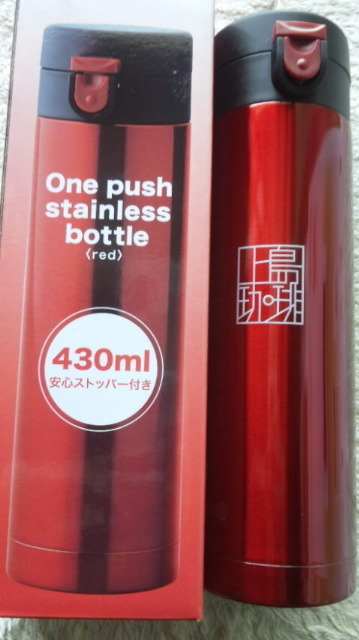 One push
stainless
bottle
〈red〉
430ml
安心ストッパー付き
上島
珈琲